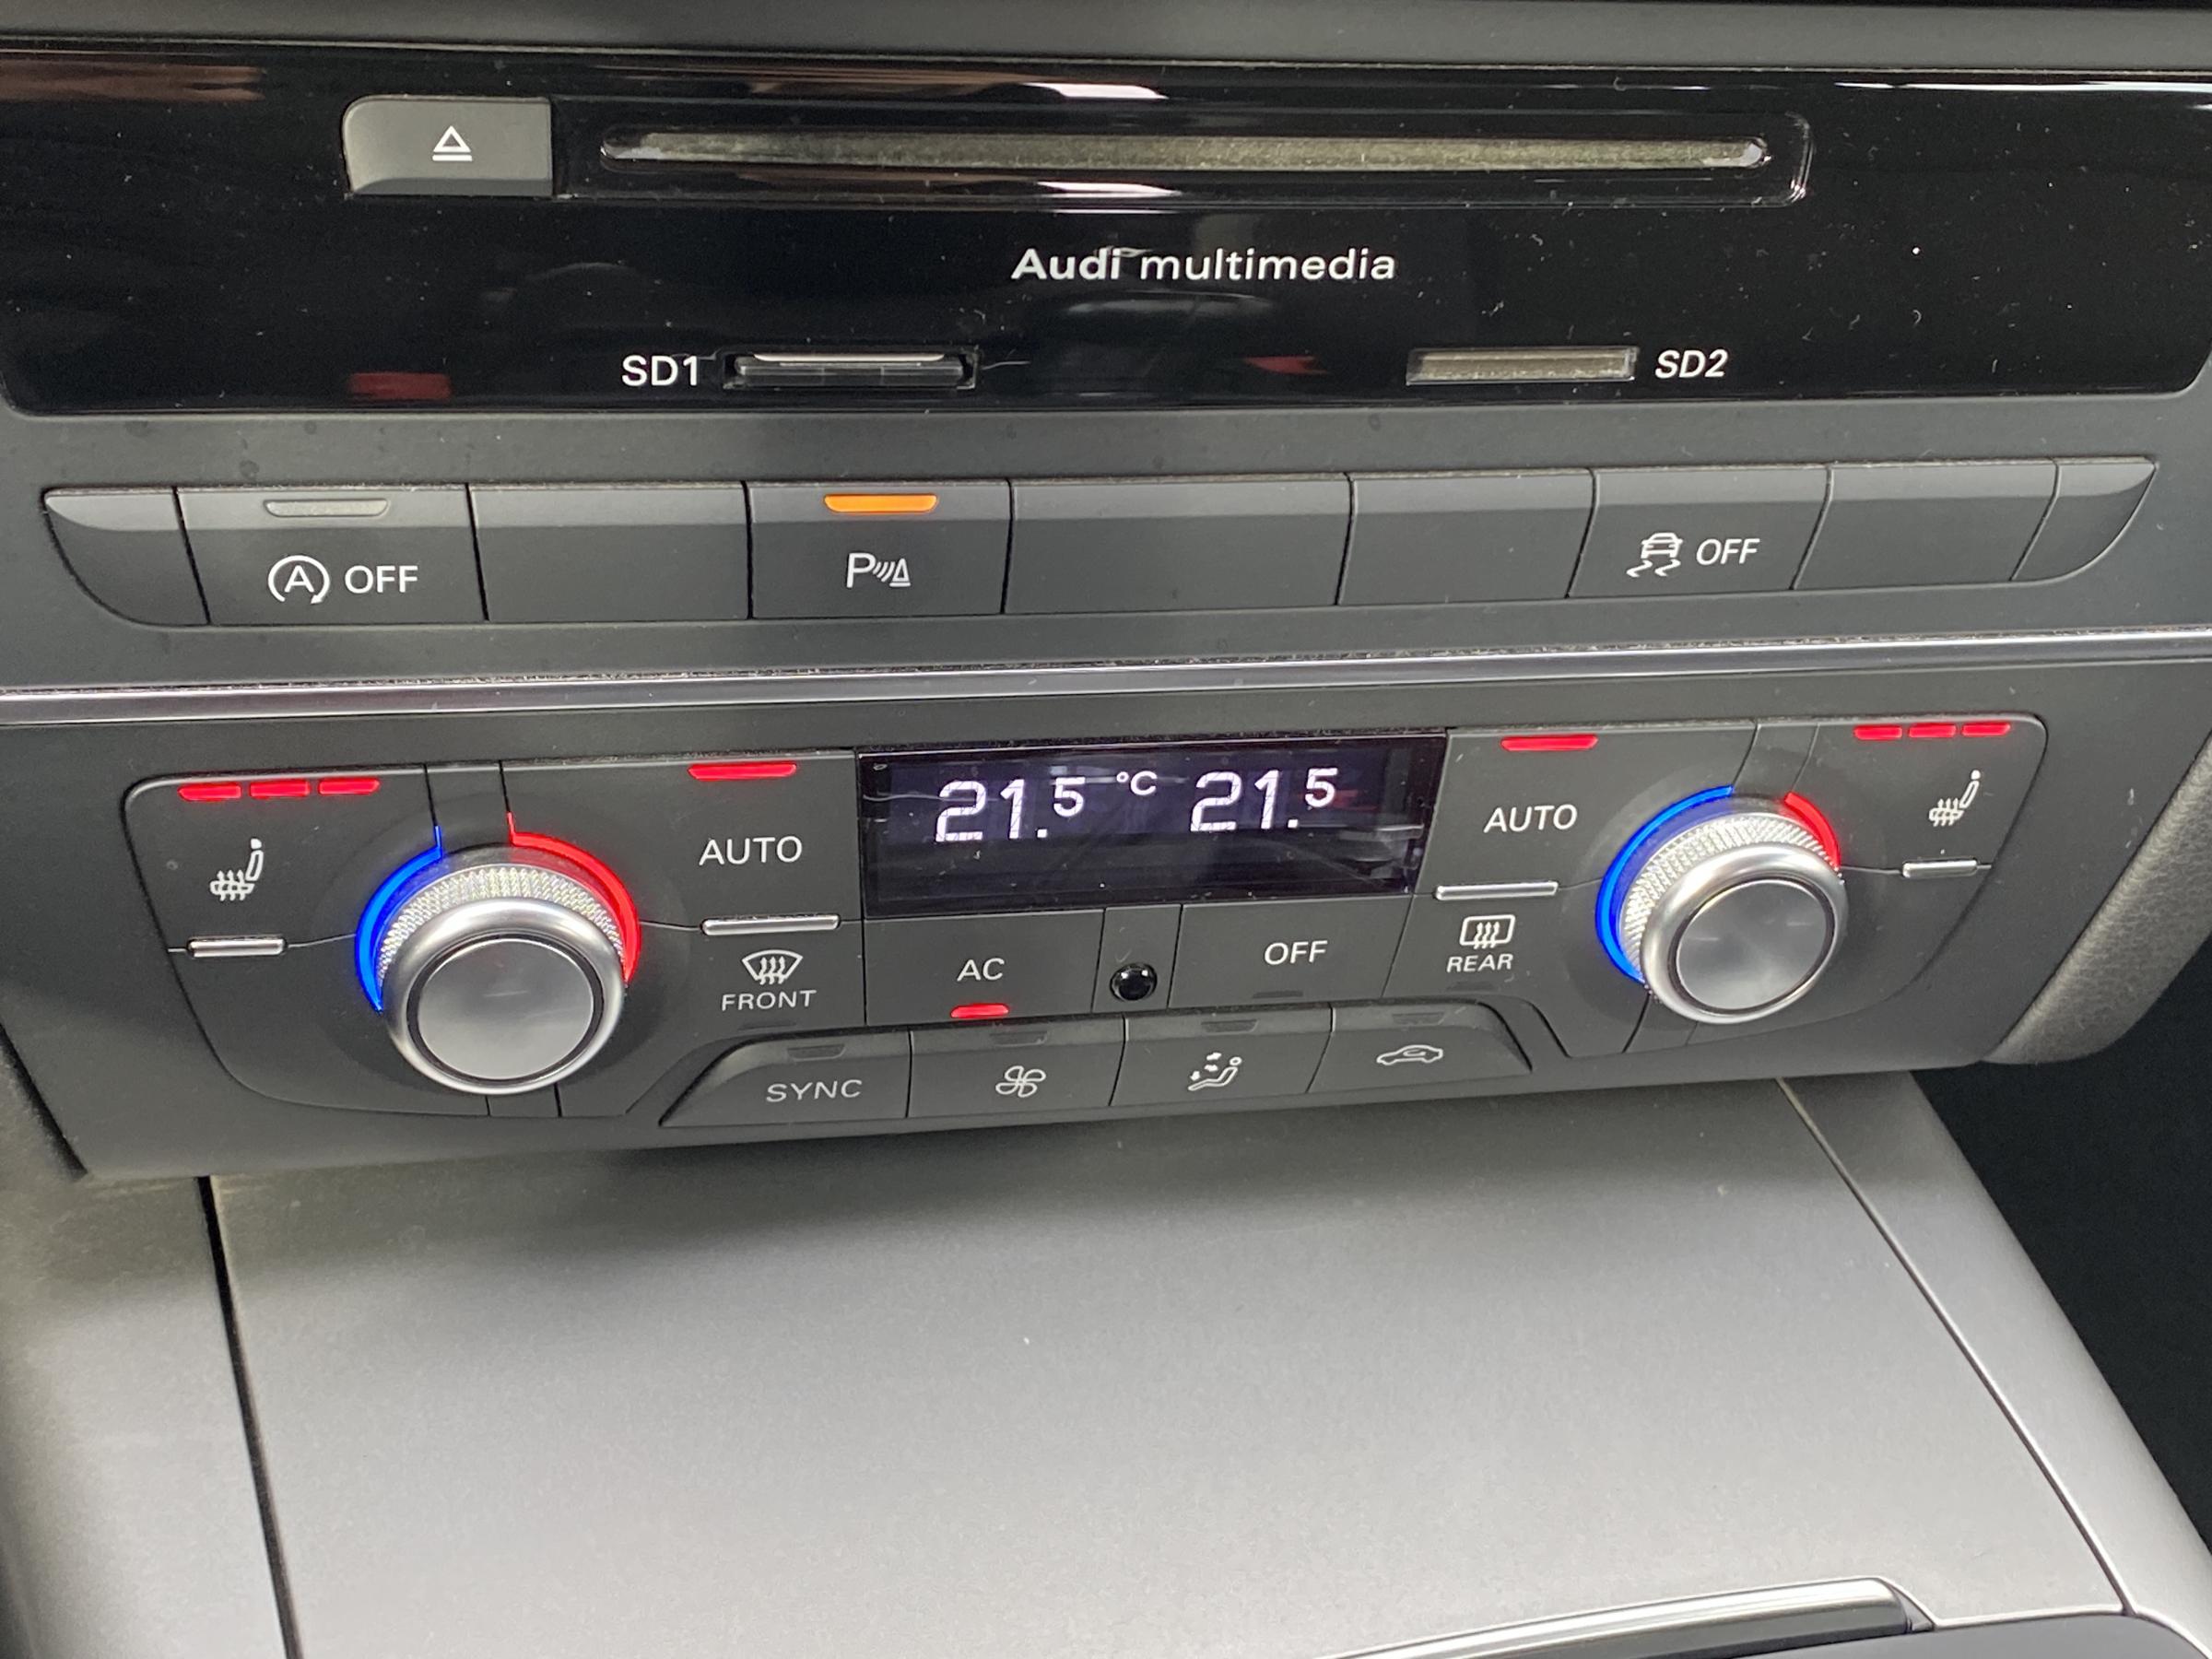 Audi multimedia
SD1
SD2
A OFF
P
OFF
21.5 °C 21.5
AUTO
AUTO
FRONT
AC
OFF
REAR
SYNC